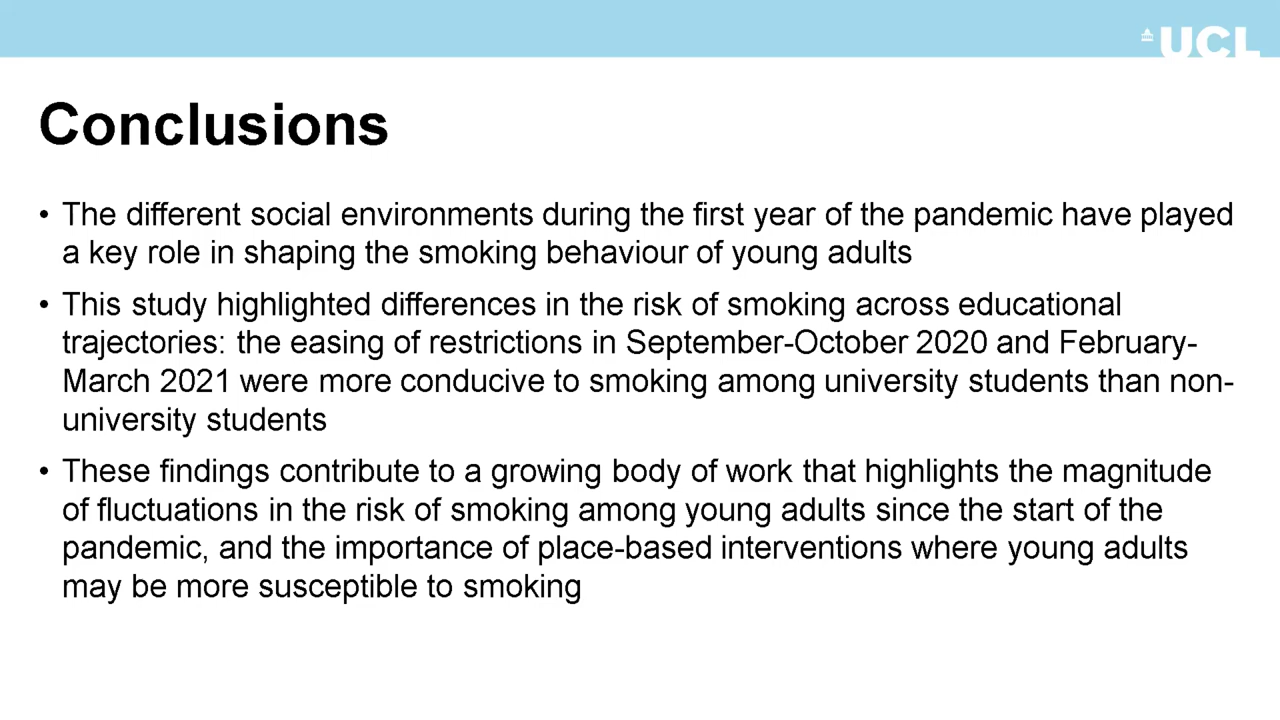 UCL
Conclusions
• The different social environments during the first year of the pandemic have played
a key role in shaping the smoking behaviour of young adults
• This study highlighted differences in the risk of smoking across educational
trajectories: the easing of restrictions in September-October 2020 and February-
March 2021 were more conducive to smoking among university students than non-
university students
• These findings contribute to a growing body of work that highlights the magnitude
of fluctuations in the risk of smoking among young adults since the start of the
pandemic, and the importance of place-based interventions where young adults
may be more susceptible to smoking